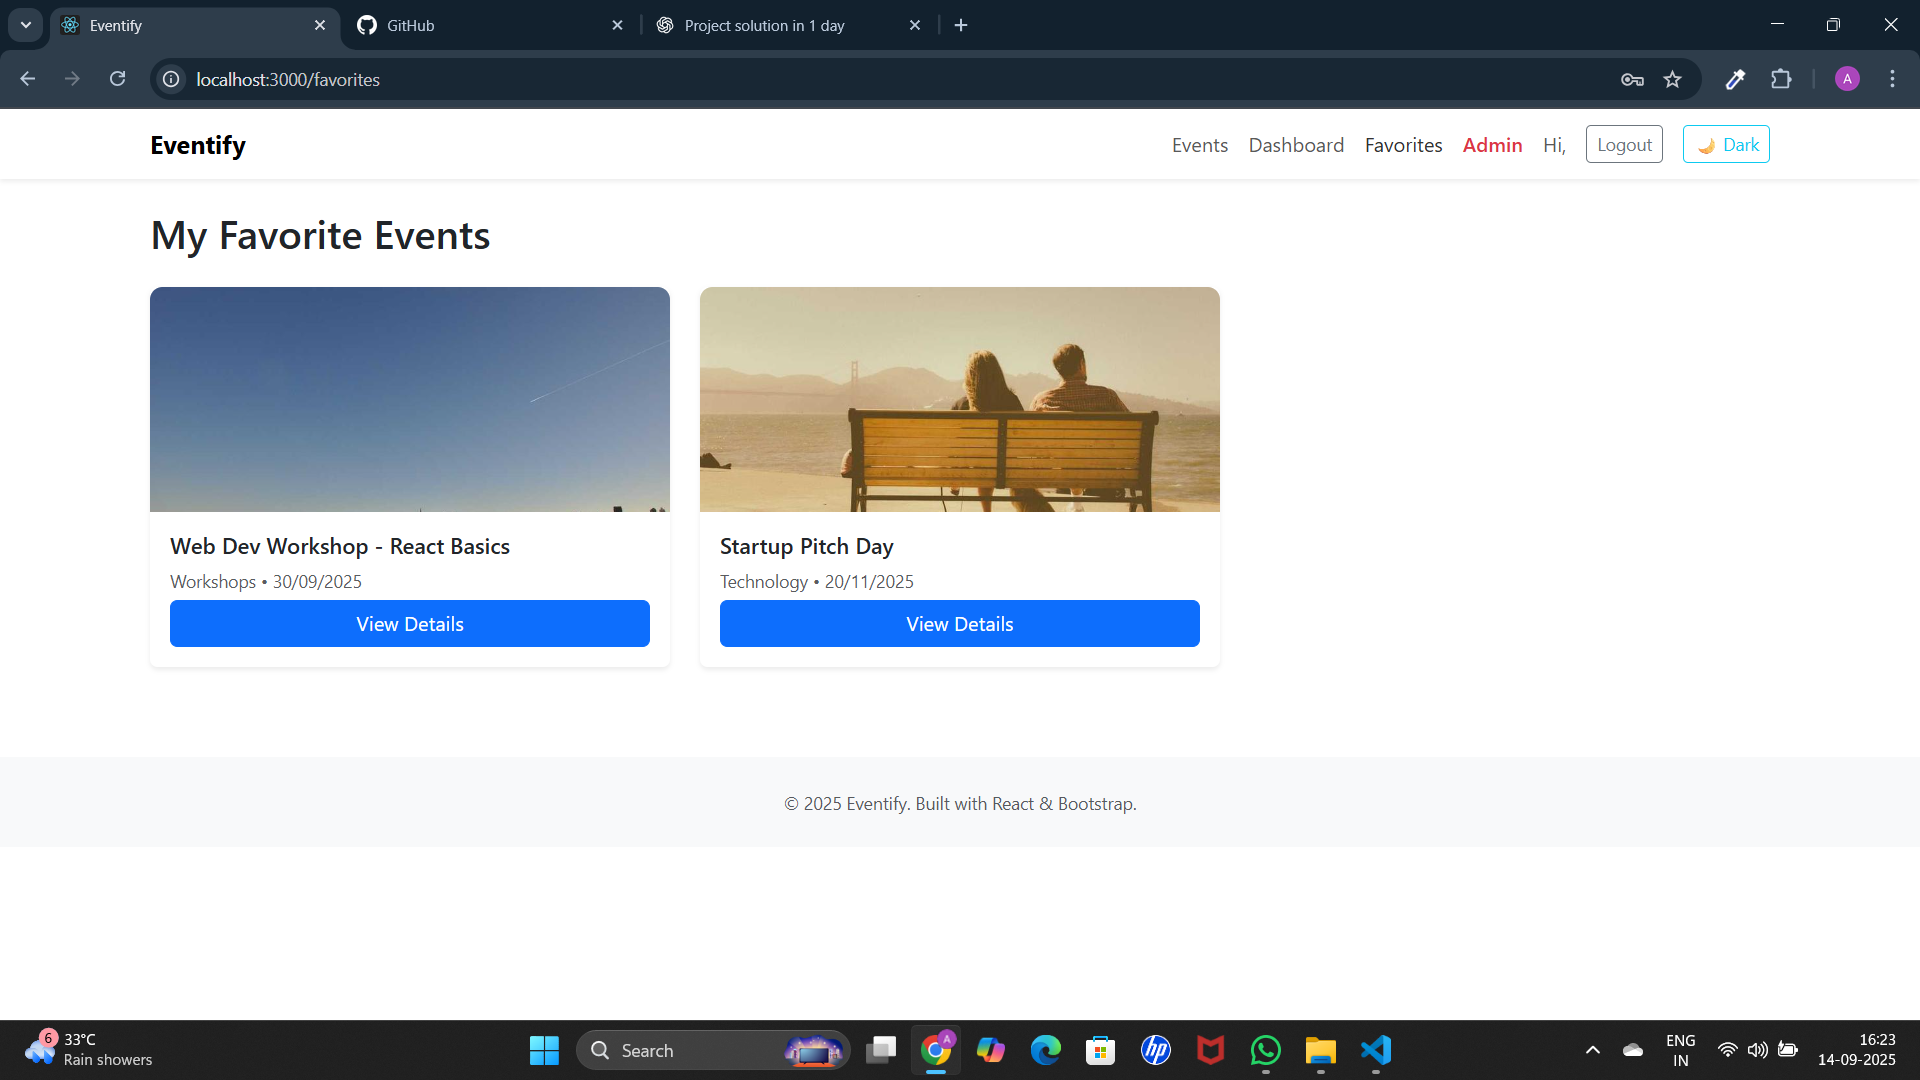 Eventify
GitHub
Project solution in 1 day
localhost:3000/favorites
A
Eventify
Events Dashboard Favorites Admin Hi, Logout 🌙 Dark
My Favorite Events
Web Dev Workshop - React Basics
Workshops • 30/09/2025
View Details
Startup Pitch Day
Technology • 20/11/2025
View Details
© 2025 Eventify. Built with React & Bootstrap.
6
33°C
Rain showers
Search
A
hp
ENG
IN
16:23
14-09-2025